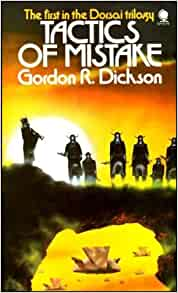 The first in the Dorsai trilogy
TACTICS
OF MISTAKE
Gordon R. Dickson